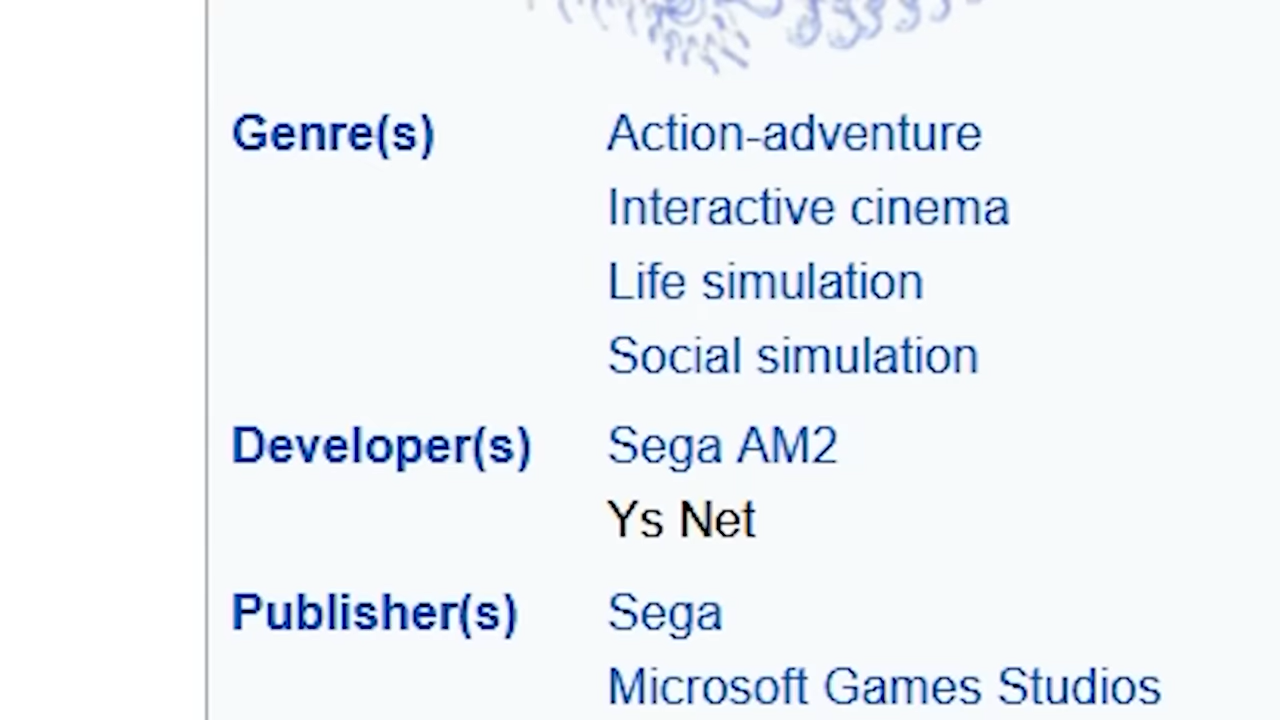 Genre(s) Action-adventure
Interactive cinema
Life simulation
Social simulation
Developer(s) Sega AM2
Ys Net
Publisher(s) Sega
Microsoft Games Studios